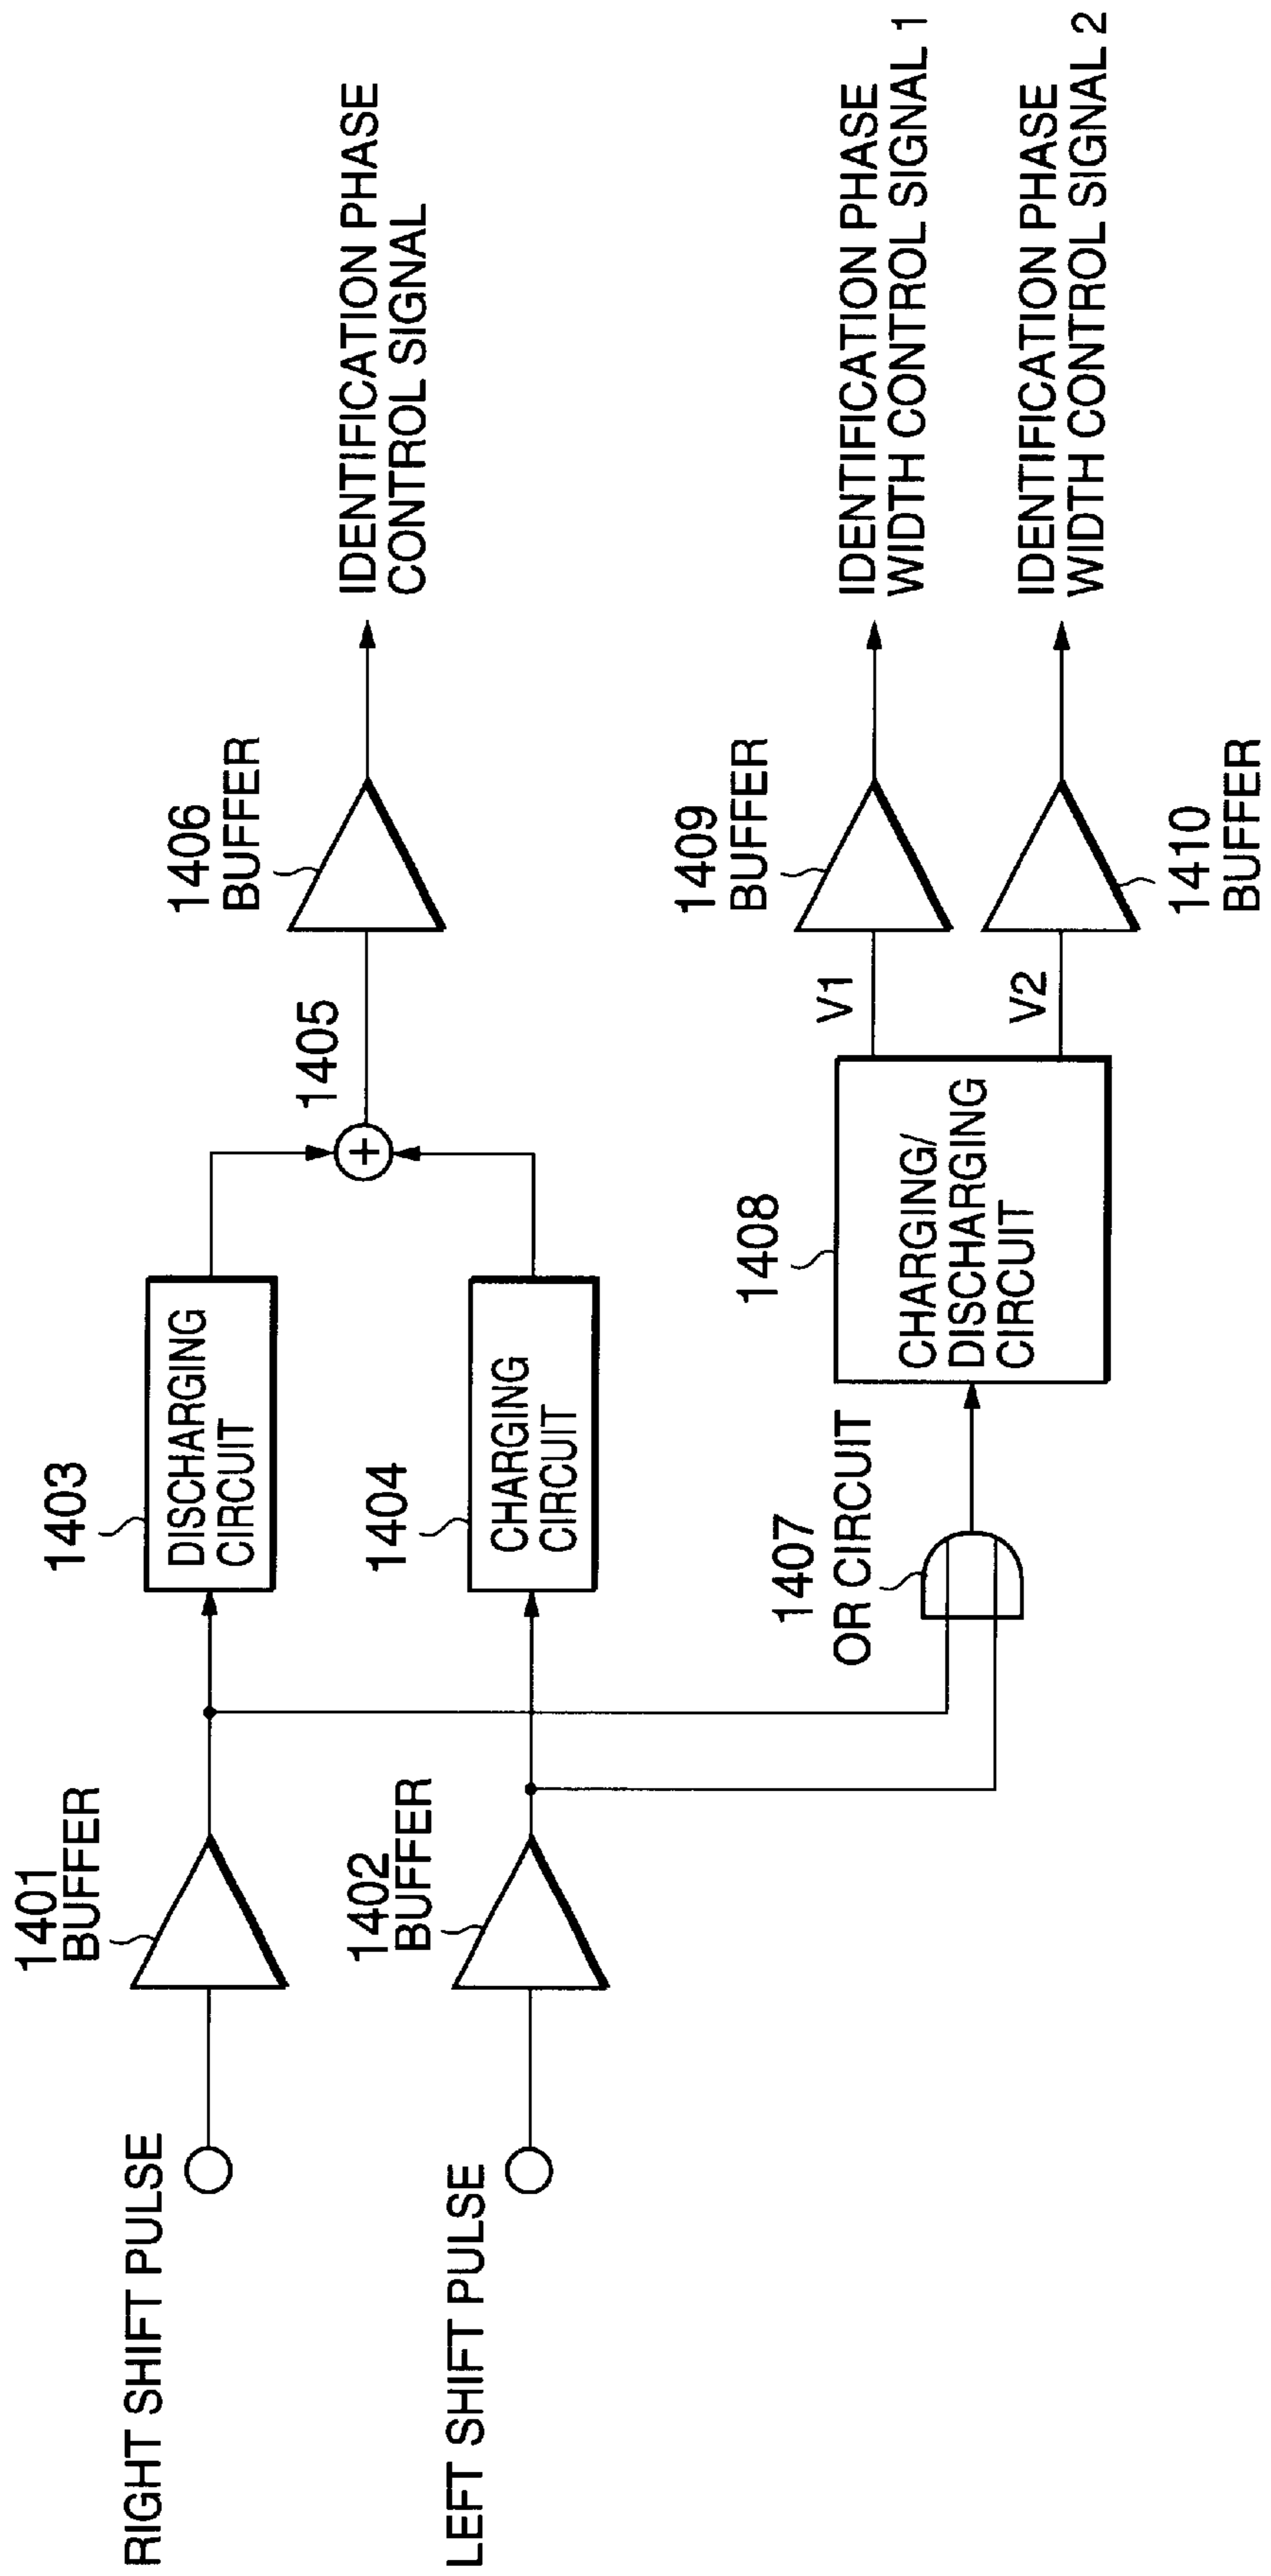 RIGHT SHIFT PULSE
1401
BUFFER
1403
DISCHARGING
CIRCUIT
1405
+
1406
BUFFER
IDENTIFICATION PHASE
CONTROL SIGNAL
LEFT SHIFT PULSE
1402
BUFFER
1404
CHARGING
CIRCUIT
1407
OR CIRCUIT
1408
CHARGING/
DISCHARGING
CIRCUIT
V1
1409
BUFFER
IDENTIFICATION PHASE
WIDTH CONTROL SIGNAL 1
V2
1410
BUFFER
IDENTIFICATION PHASE
WIDTH CONTROL SIGNAL 2